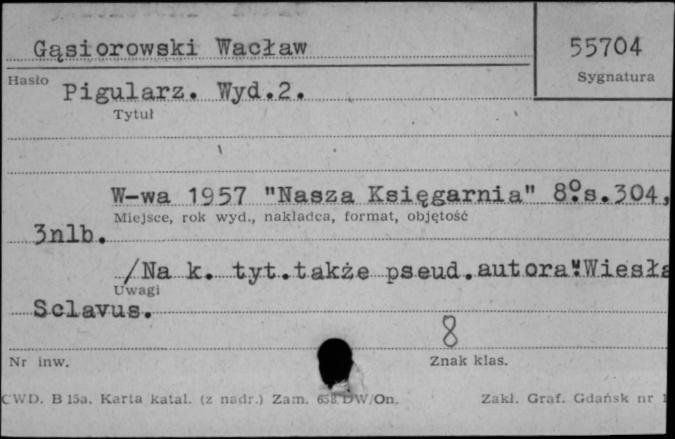 Gąsiorowski Wacław
55704
Hasło
Sygnatura
Pigularz. Wyd.2.
Tytuł
W-wa 1957 "Nasza Księgarnia" 8° s.304,
Miejsce, rok wyd., nakładca, format, objętość
3nlb.
/Na k. tyt. także pseud. autora: Wiesła
Uwagi
Sclavus.
8
Nr inw.
Znak klas.
CWD. B 15a. Karta katal. (z nadr.) Zam. 658 DW/On.
Zakł. Graf. Gdańsk nr 1